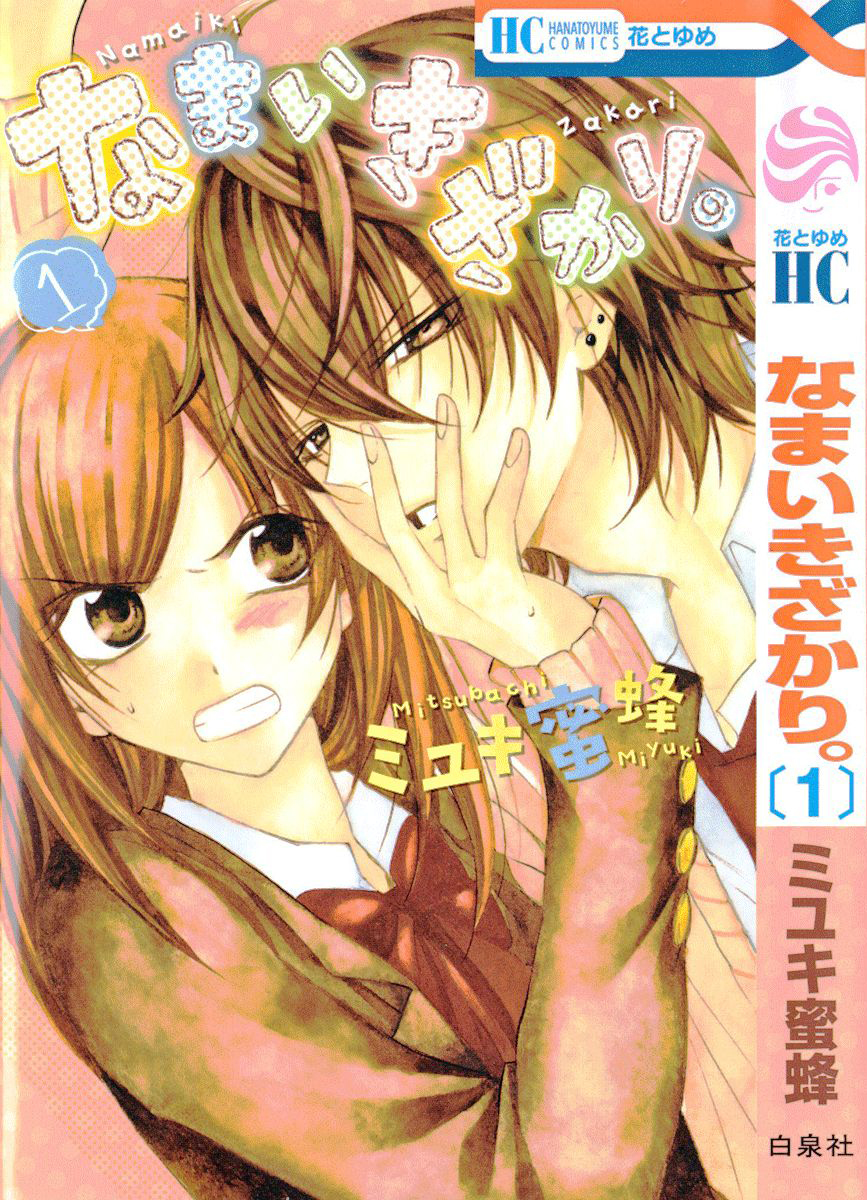 HC HANATOYUME COMICS 花とゆめ
Namaiki
なまいき
Zakari
ざかり。
1
Mitsubachi
ミユキ蜜蜂
Miyuki
花とゆめ
HC
なまいきざかり。
〔1〕
ミユキ蜜蜂
白泉社